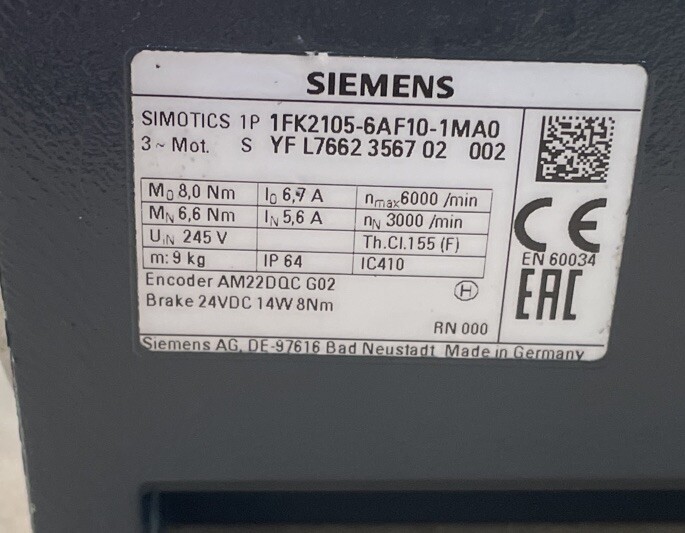 SIEMENS
SIMOTICS 1P 1FK2105-6AF10-1MA0
3 ~ Mot. S YF L7662 3567 02 002
M0 8,0 Nm I0 6,7 A nmax 6000 /min
MN 6,6 Nm IN 5,6 A nN 3000 /min
UIN 245 V Th.Cl.155 (F)
m: 9 kg IP 64 IC410
CE
EN 60034
Encoder AM22DQC G02
H
Brake 24VDC 14W 8Nm
EAC
RN 000
Siemens AG, DE-97616 Bad Neustadt Made in Germany